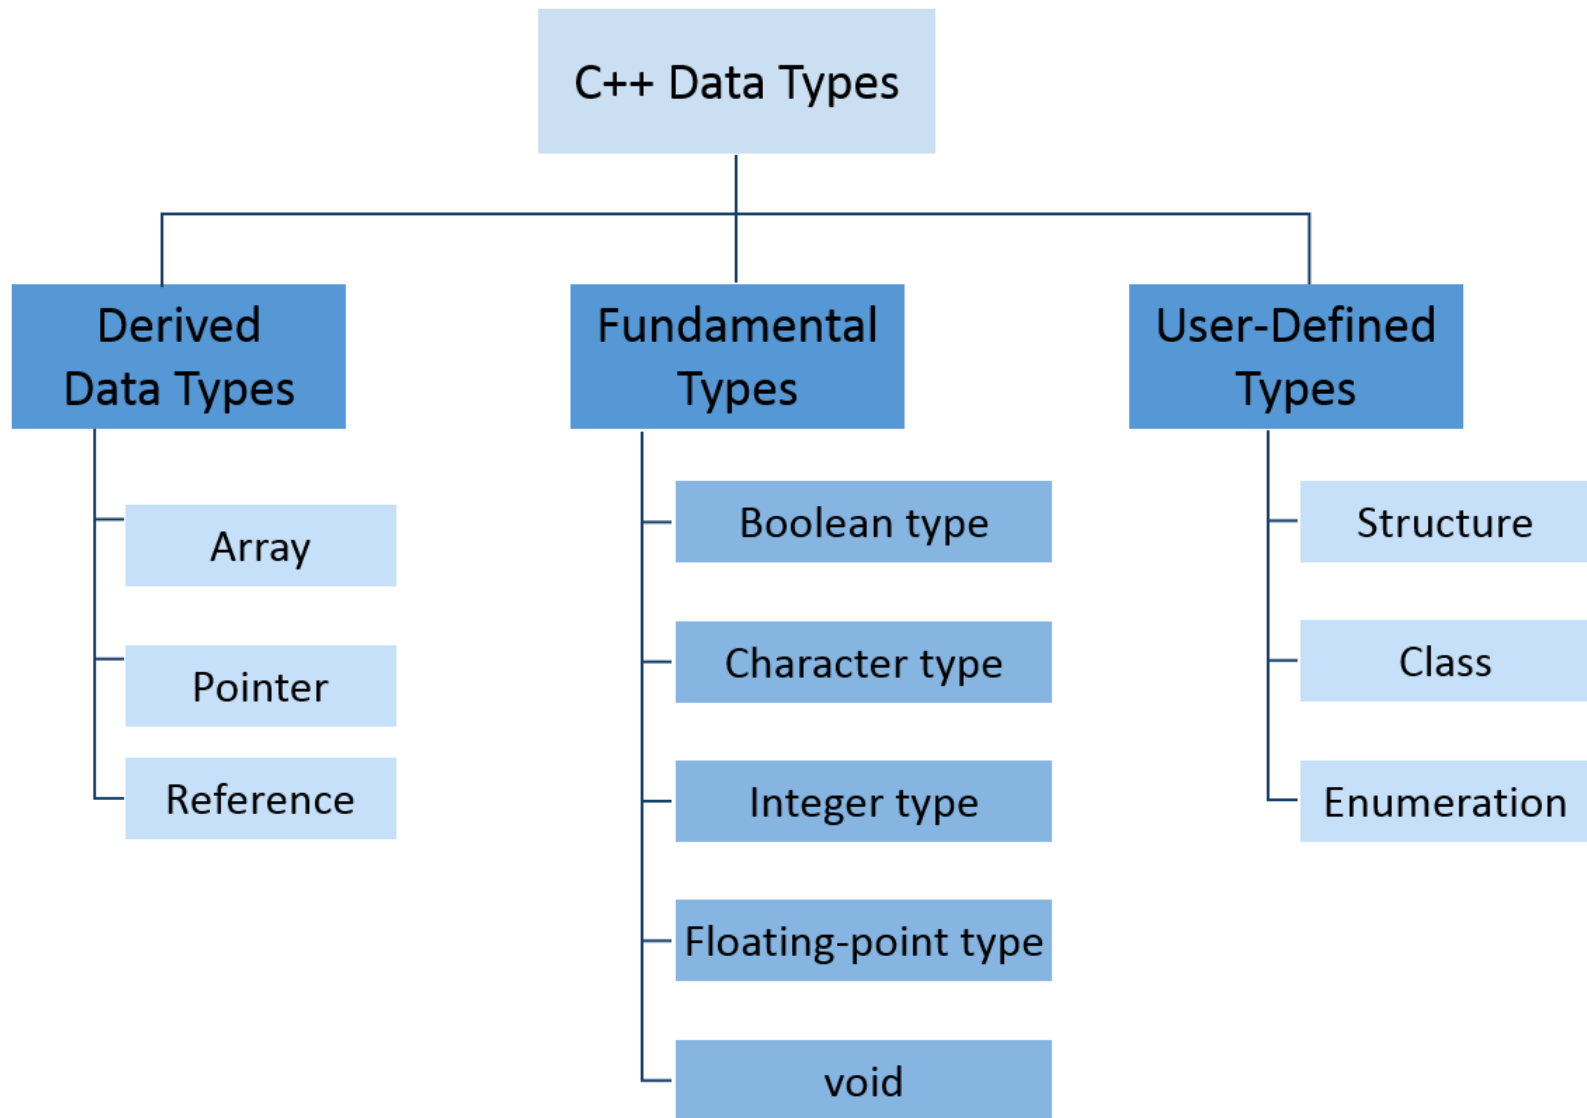 C++ Data Types
Derived
Data Types
Array
Pointer
Reference
Fundamental
Types
Boolean type
Character type
Integer type
Floating-point type
void
User-Defined
Types
Structure
Class
Enumeration